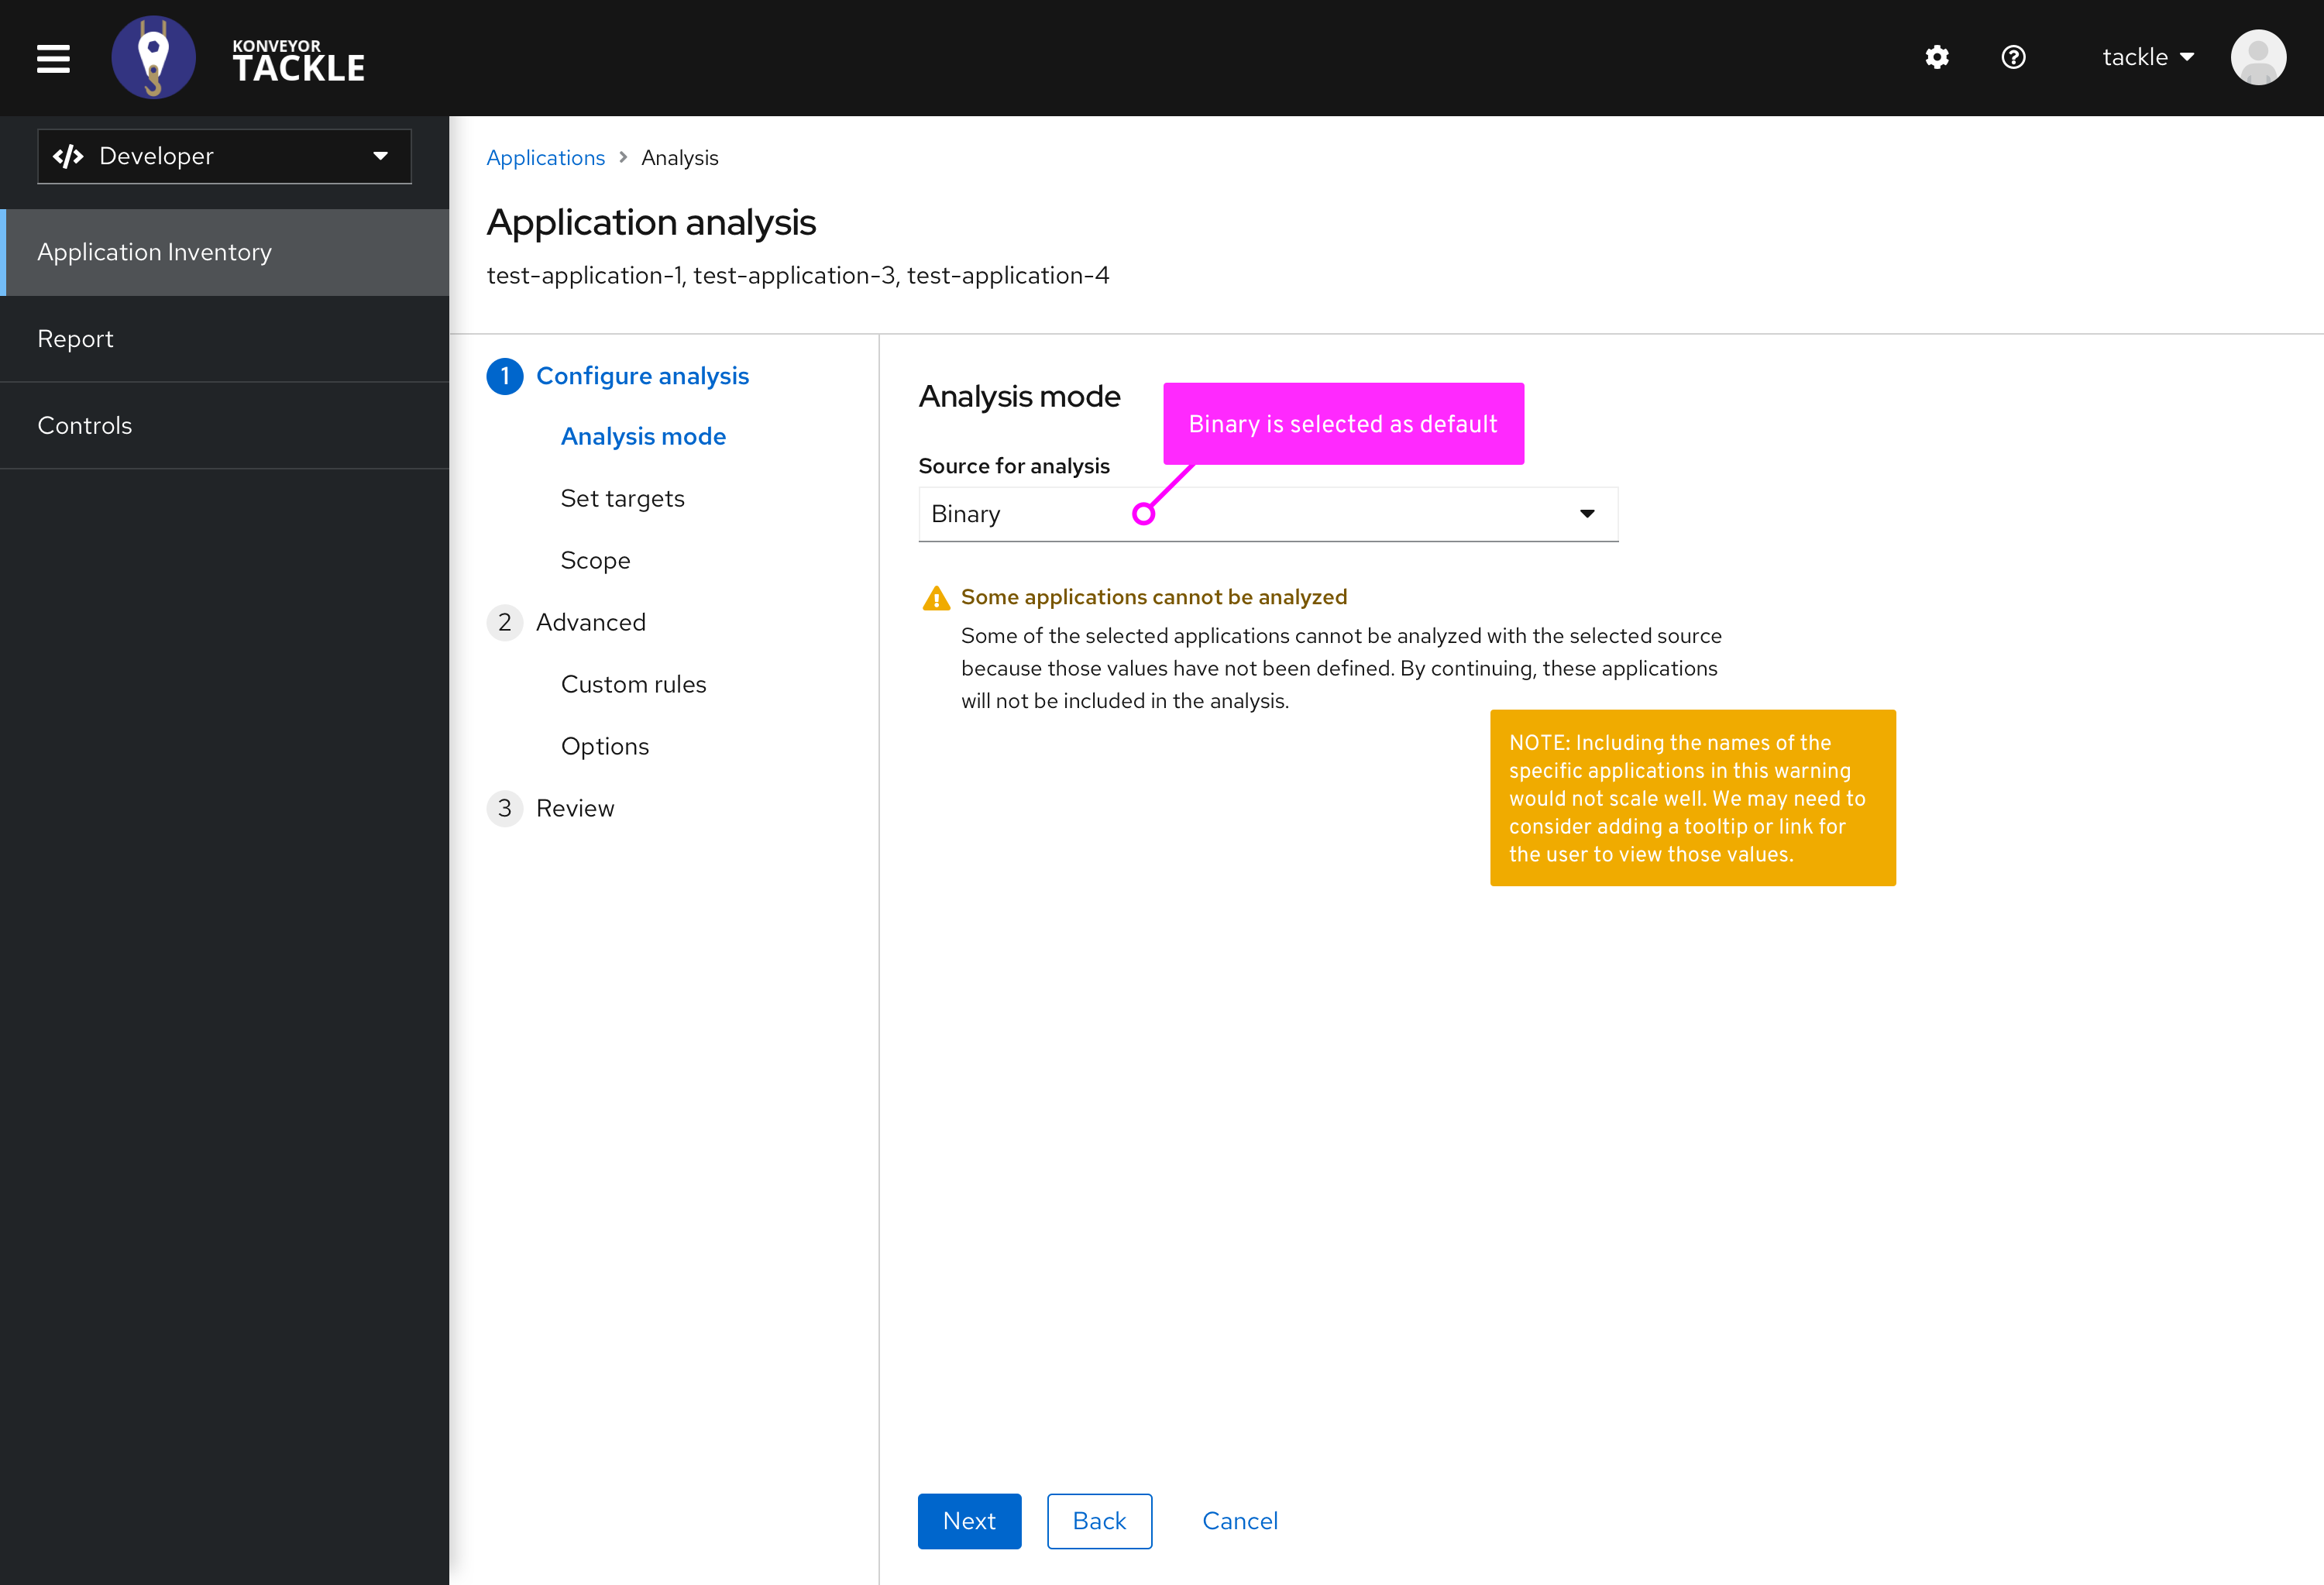 KONVEYOR
TACKLE
tackle
Developer
Application Inventory
Report
Controls
Applications > Analysis
Application analysis
test-application-1, test-application-3, test-application-4
1 Configure analysis
Analysis mode
Set targets
Scope
2 Advanced
Custom rules
Options
3 Review
Analysis mode
Binary is selected as default
Source for analysis
Binary
Some applications cannot be analyzed
Some of the selected applications cannot be analyzed with the selected source
because those values have not been defined. By continuing, these applications
will not be included in the analysis.
NOTE: Including the names of the
specific applications in this warning
would not scale well. We may need to
consider adding a tooltip or link for
the user to view those values.
Next
Back
Cancel